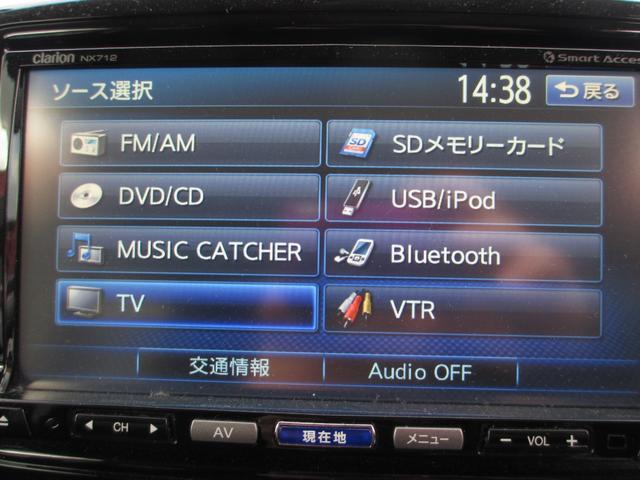 clarion NX712
Smart Acces
ソース選択
14:38
戻る
FM/AM
SDメモリーカード
DVD/CD
USB/iPod
MUSIC CATCHER
Bluetooth
TV
VTR
交通情報
Audio OFF
CH
AV
現在地
メニュー
− VOL +